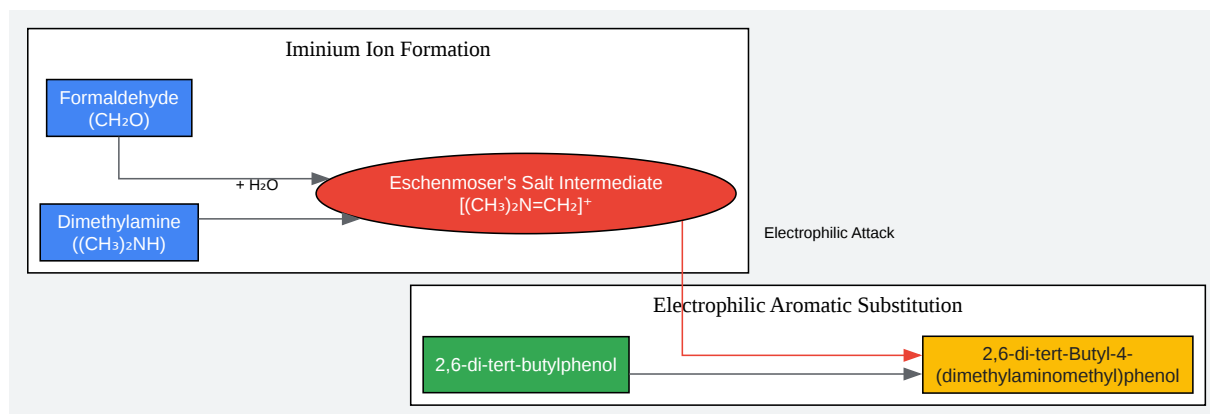 Iminium Ion Formation
Formaldehyde
(CH₂O)
+ H₂O
Eschenmoser's Salt Intermediate
[(CH₃)₂N=CH₂]⁺
Dimethylamine
((CH₃)₂NH)
Electrophilic Attack
Electrophilic Aromatic Substitution
2,6-di-tert-butylphenol
2,6-di-tert-Butyl-4-
(dimethylaminomethyl)phenol